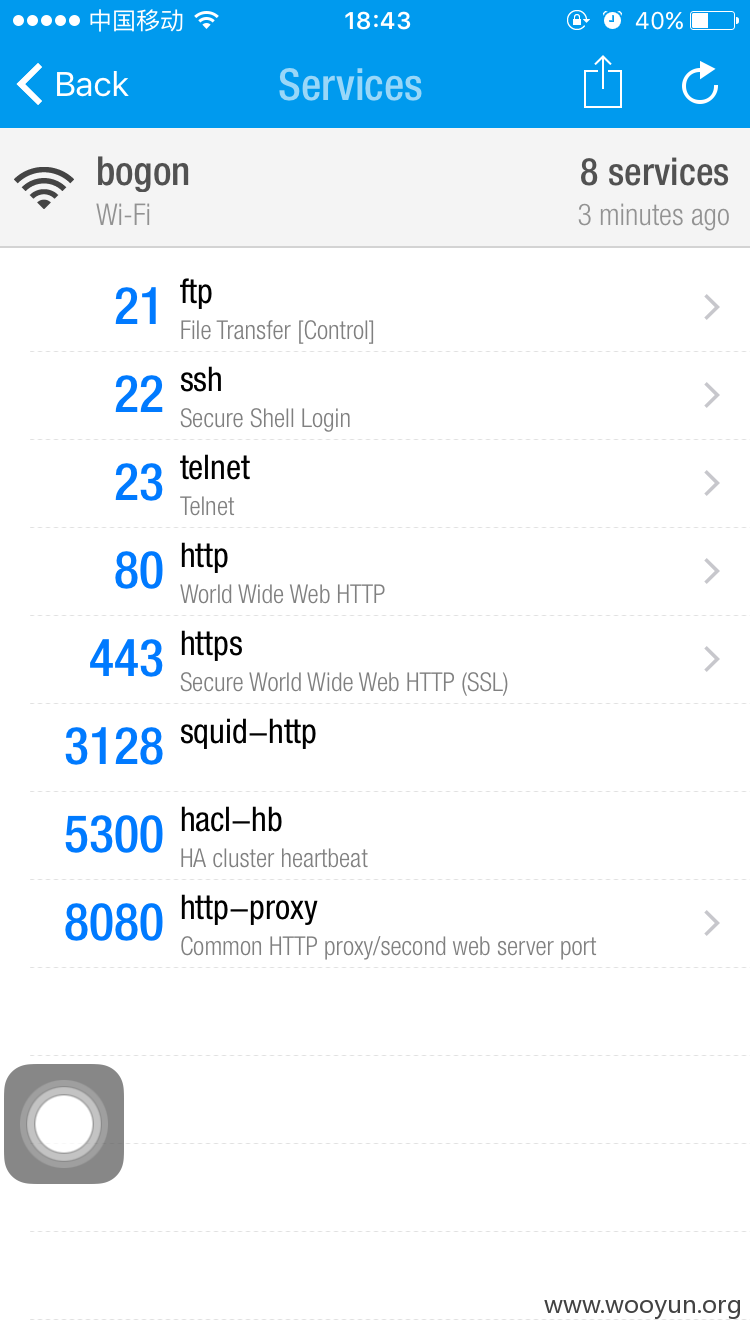 中国移动 18:43 40%
Back Services
bogon 8 services
Wi-Fi 3 minutes ago
21 ftp
File Transfer [Control]
22 ssh
Secure Shell Login
23 telnet
Telnet
80 http
World Wide Web HTTP
443 https
Secure World Wide Web HTTP (SSL)
3128 squid-http
5300 hacl-hb
HA cluster heartbeat
8080 http-proxy
Common HTTP proxy/second web server port
www.wooyun.org